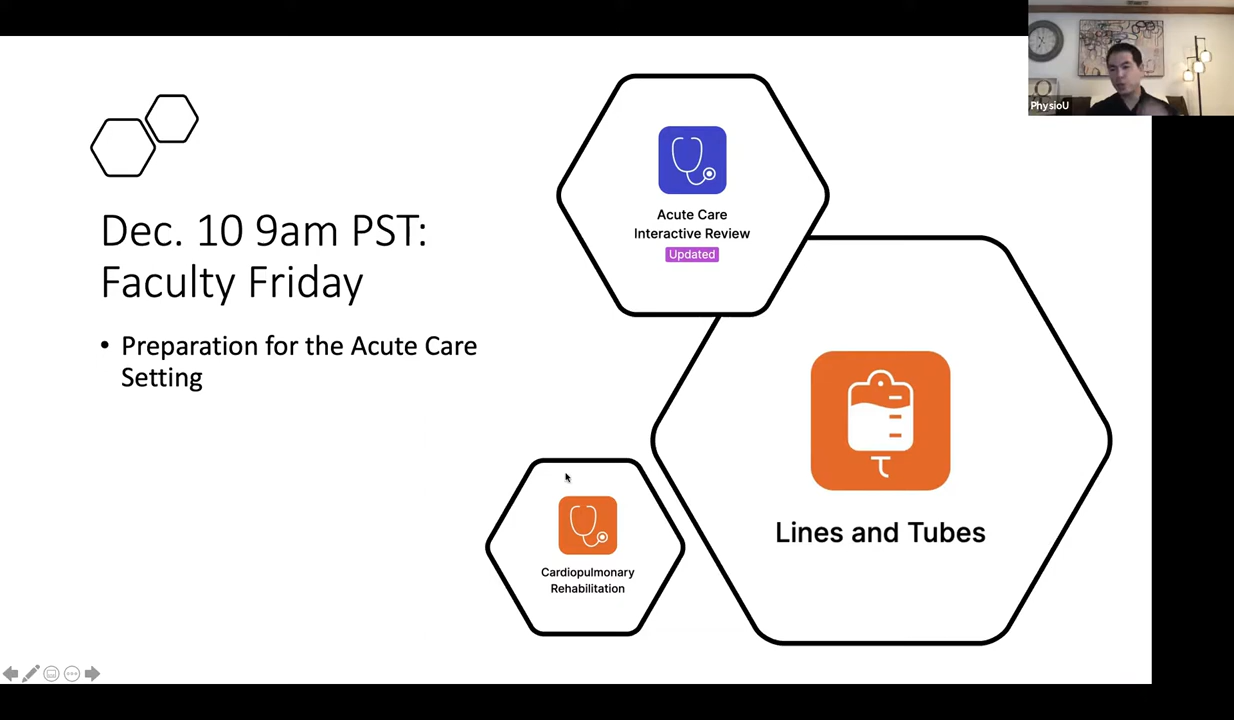 Dec. 10 9am PST:
Faculty Friday
• Preparation for the Acute Care
Setting
Acute Care
Interactive Review
Updated
Lines and Tubes
Cardiopulmonary
Rehabilitation
PhysioU